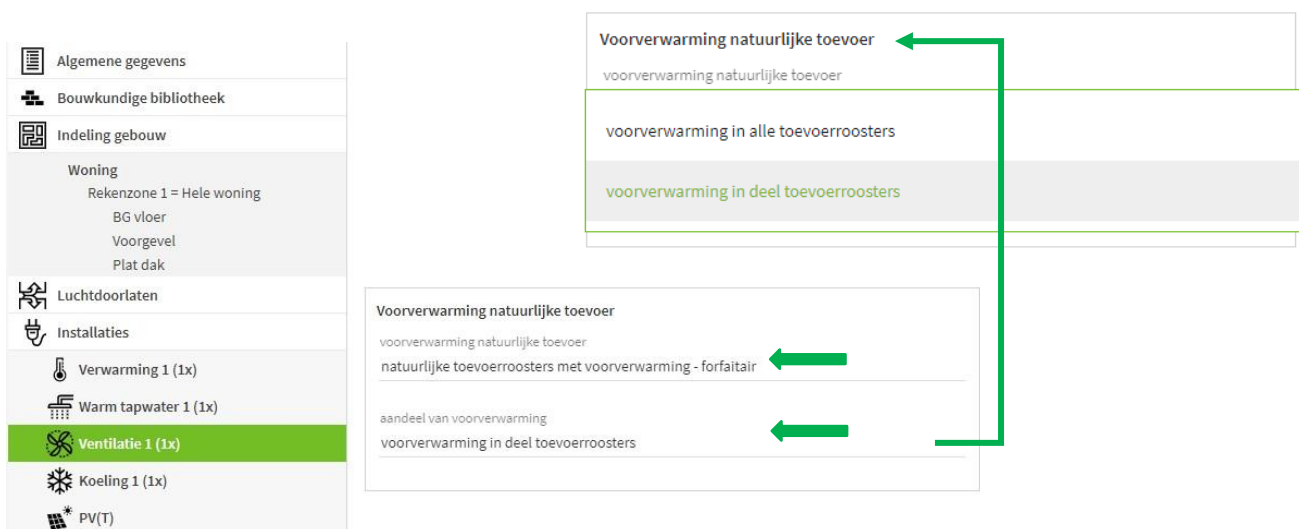 Algemene gegevens
Bouwkundige bibliotheek
Indeling gebouw
Woning
Rekenzone 1 = Hele woning
BG vloer
Voorgevel
Plat dak
Luchtdoorlaten
Installaties
Verwarming 1 (1x)
Warm tapwater 1 (1x)
Ventilatie 1 (1x)
Koeling 1 (1x)
PV(T)
Voorverwarming natuurlijke toevoer
voorverwarming natuurlijke toevoer
voorverwarming in alle toevoerroosters
voorverwarming in deel toevoerroosters
Voorverwarming natuurlijke toevoer
voorverwarming natuurlijke toevoer
natuurlijke toevoerroosters met voorverwarming - forfaitair
aandeel van voorverwarming
voorverwarming in deel toevoerroosters